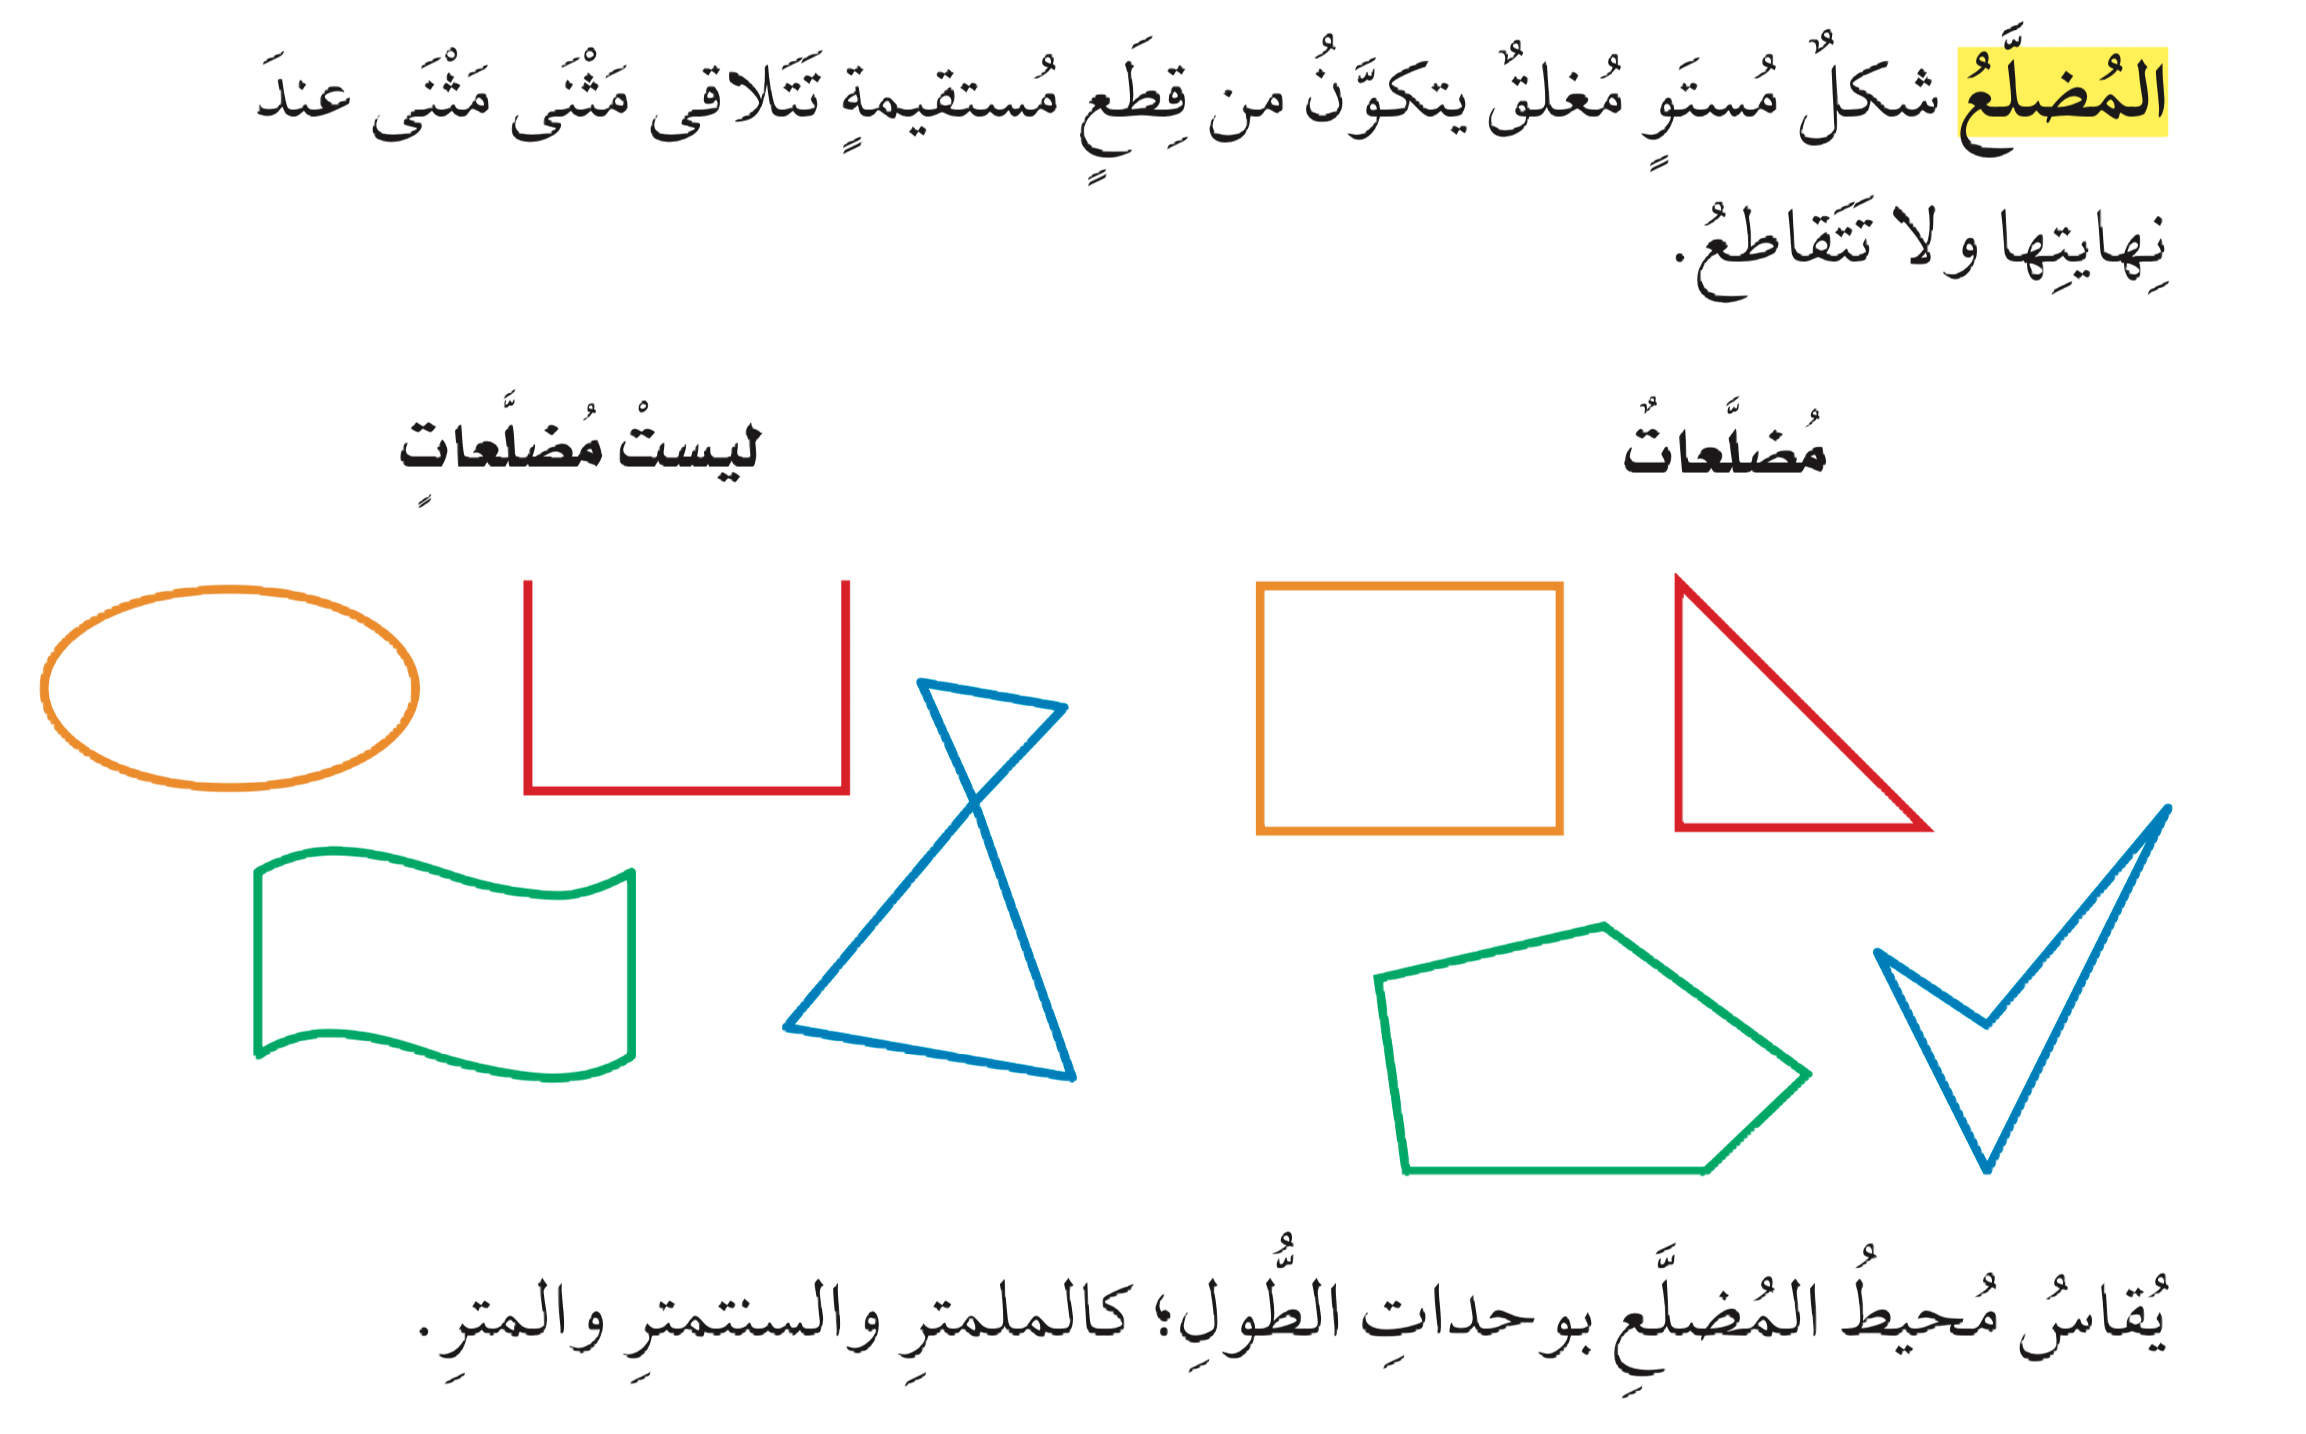 المُضلَّعُ شكلٌ مُستَوٍ مُغلقٌ يتكوَّنُ من قِطَعٍ مُستقيمةٍ تَتَلاقى مَثْنَى مَثْنَى عندَ
نِهايتِها ولا تَتَقاطعُ.
مُضلَّعاتٌ
ليستْ مُضلَّعاتٍ
يُقاسُ مُحيطُ المُضلَّعِ بوحداتِ الطُّولِ؛ كالملمترِ والسنتمترِ والمترِ.